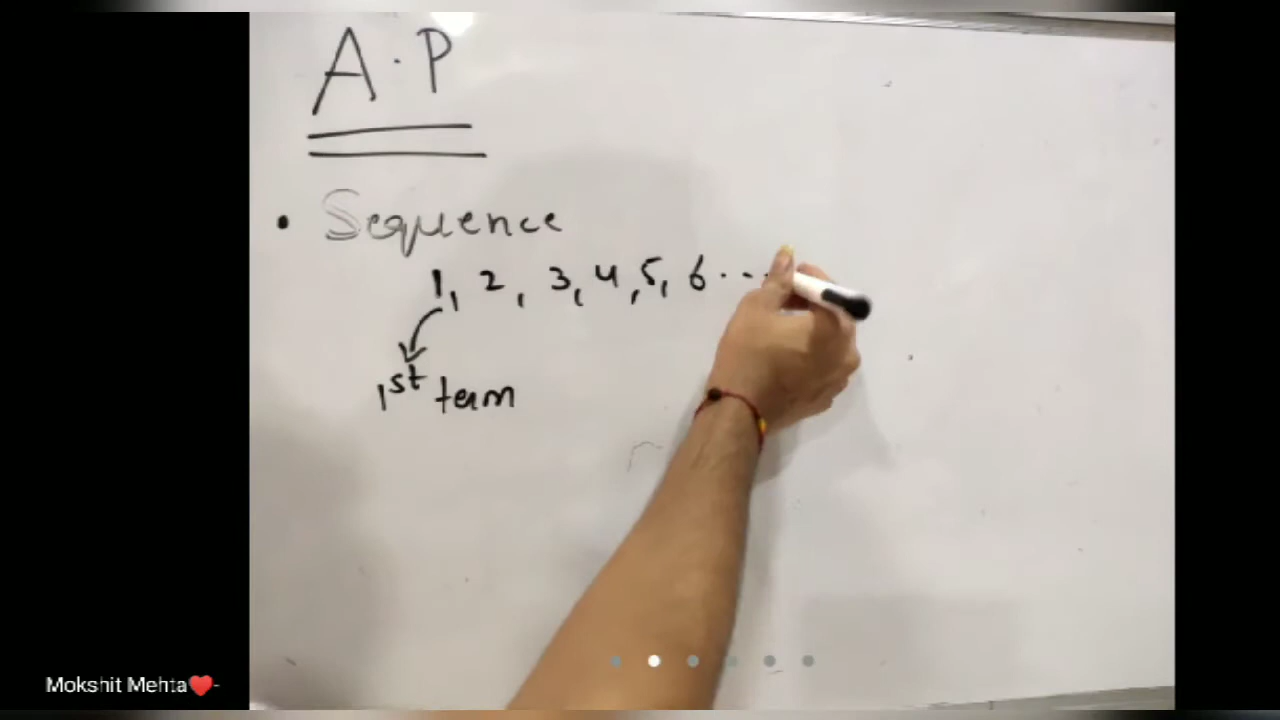 A.P
• Sequence
1, 2, 3, 4, 5, 6 ...
1st term
Mokshit Mehta❤️-